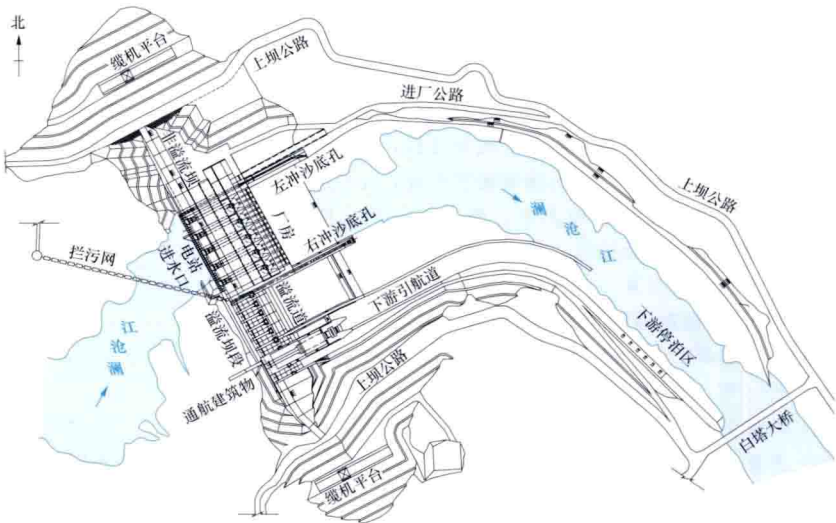 北
缆机平台
上坝公路
进厂公路
非溢流坝
左冲沙底孔
上坝公路
厂房
澜沧江
右冲沙底孔
拦污网
电站
进水口
溢流道
下游引航道
溢流坝段
下游停泊区
澜沧江
上坝公路
通航建筑物
白塔大桥
缆机平台